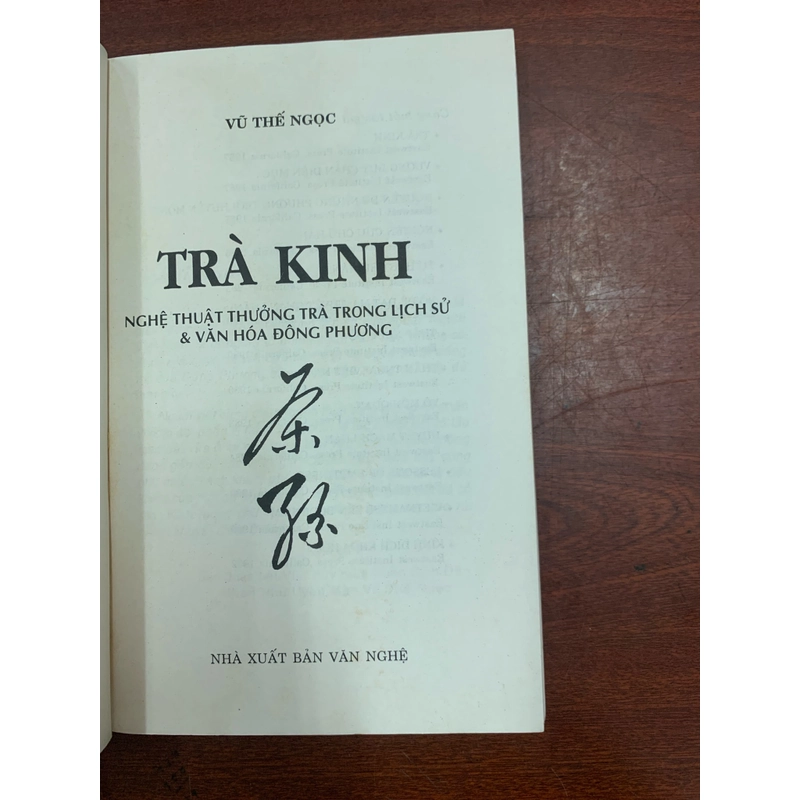 VŨ THẾ NGỌC
TRÀ KINH
NGHỆ THUẬT THƯỞNG TRÀ TRONG LỊCH SỬ
& VĂN HÓA ĐÔNG PHƯƠNG
茶
經
NHÀ XUẤT BẢN VĂN NGHỆ